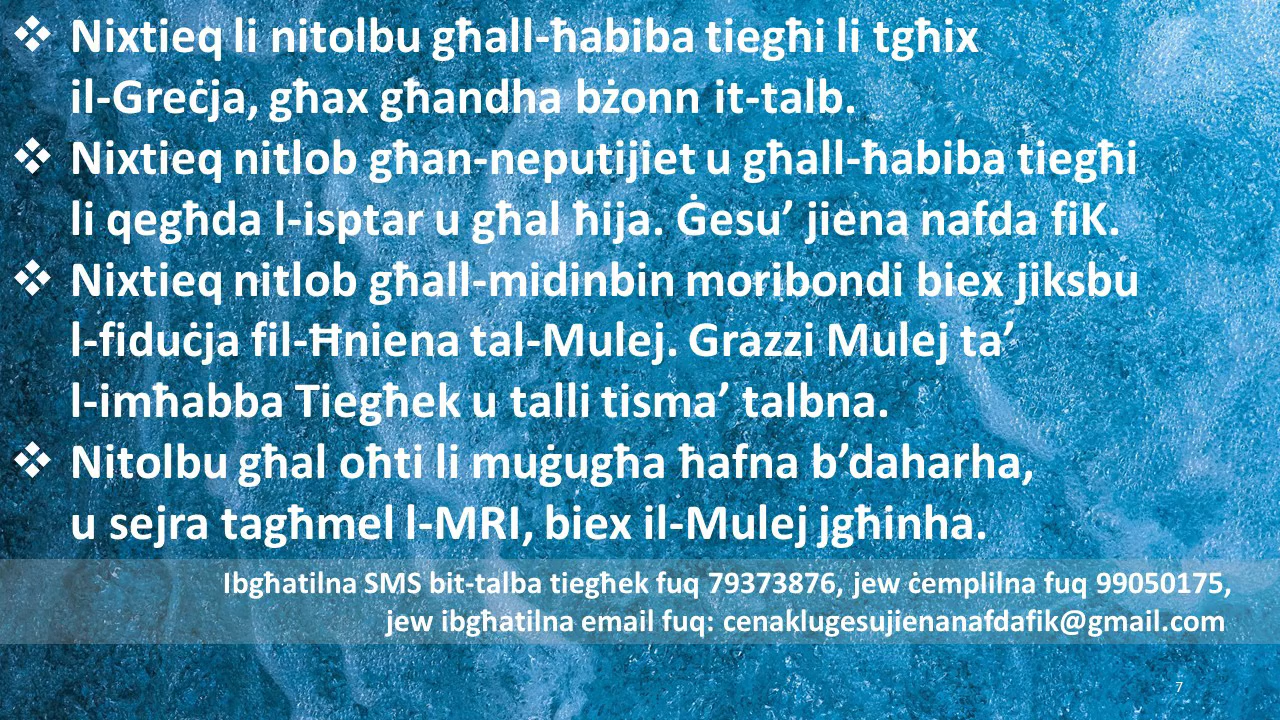 ❖ Nixtieq li nitolbu għall-ħabiba tiegħi li tgħix
il-Greċja, għax għandha bżonn it-talb.
❖ Nixtieq nitlob għan-neputijiet u għall-ħabiba tiegħi
li qegħda l-isptar u għal ħija. Ġesu’ jiena nafda fiK.
❖ Nixtieq nitlob għall-midinbin moribondi biex jiksbu
l-fiduċja fil-Ħniena tal-Mulej. Grazzi Mulej ta’
l-imħabba Tiegħek u talli tisma’ talbna.
❖ Nitolbu għal oħti li muġugħa ħafna b’daharha,
u sejra tagħmel l-MRI, biex il-Mulej jgħinha.
Ibgħatilna SMS bit-talba tiegħek fuq 79373876, jew ċemplilna fuq 99050175,
jew ibgħatilna email fuq: cenaklugesujienanafdafik@gmail.com
7